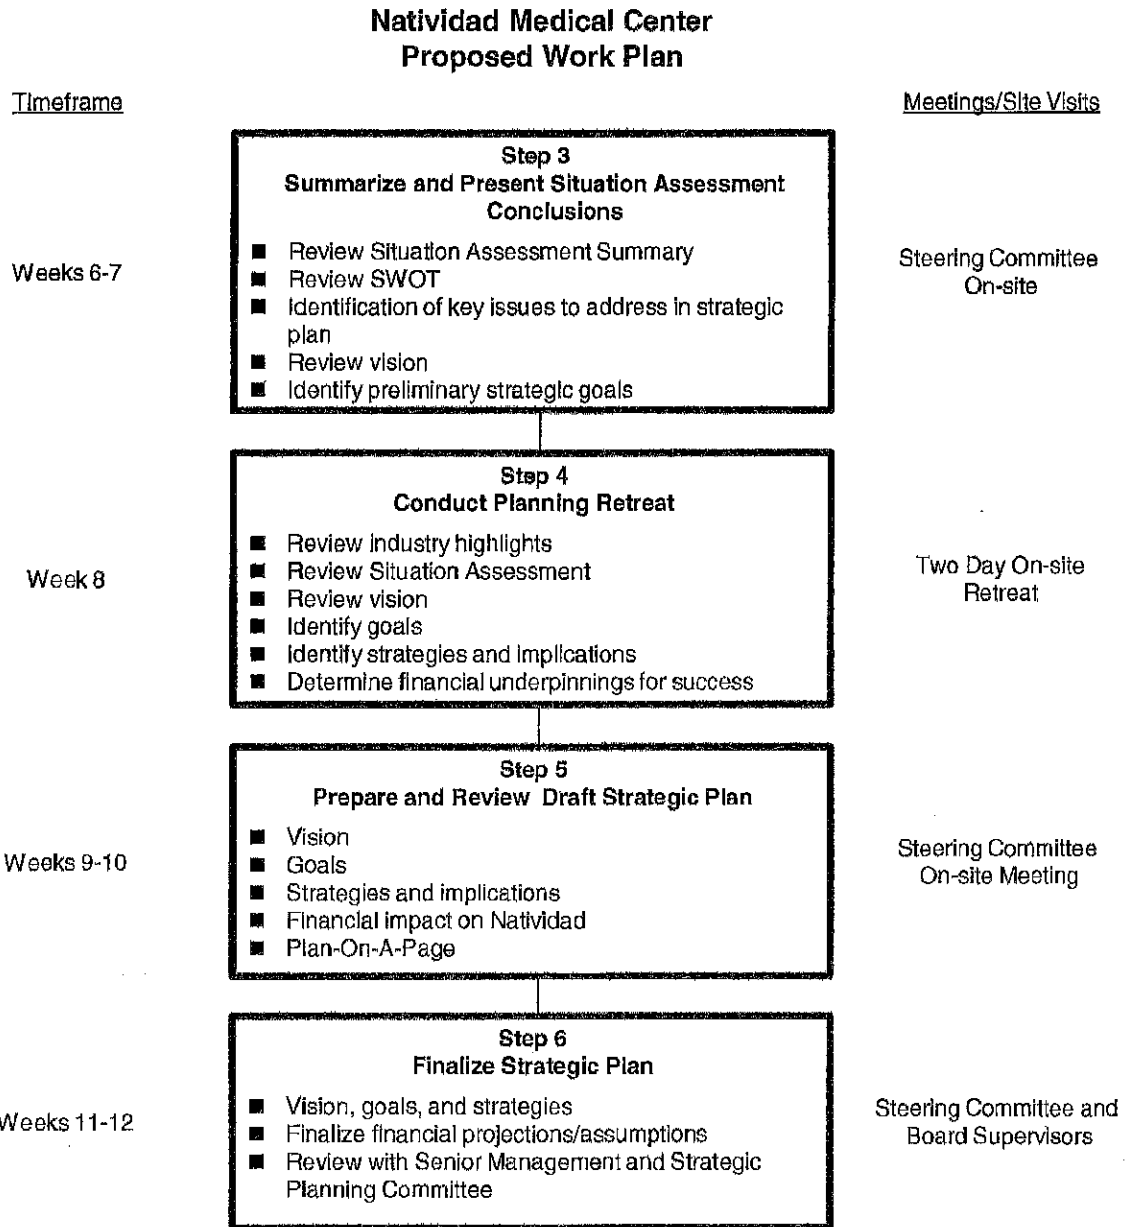 Natividad Medical Center
Proposed Work Plan
Timeframe
Meetings/Site Visits
Step 3
Summarize and Present Situation Assessment
Conclusions
Weeks 6-7
■ Review Situation Assessment Summary
■ Review SWOT
■ Identification of key issues to address in strategic
plan
■ Review vision
■ Identify preliminary strategic goals
Steering Committee
On-site
Step 4
Conduct Planning Retreat
Week 8
■ Review industry highlights
■ Review Situation Assessment
■ Review vision
■ Identify goals
■ Identify strategies and implications
■ Determine financial underpinnings for success
Two Day On-site
Retreat
Step 5
Prepare and Review Draft Strategic Plan
Weeks 9-10
■ Vision
■ Goals
■ Strategies and implications
■ Financial impact on Natividad
■ Plan-On-A-Page
Steering Committee
On-site Meeting
Step 6
Finalize Strategic Plan
Weeks 11-12
■ Vision, goals, and strategies
■ Finalize financial projections/assumptions
■ Review with Senior Management and Strategic
Planning Committee
Steering Committee and
Board Supervisors